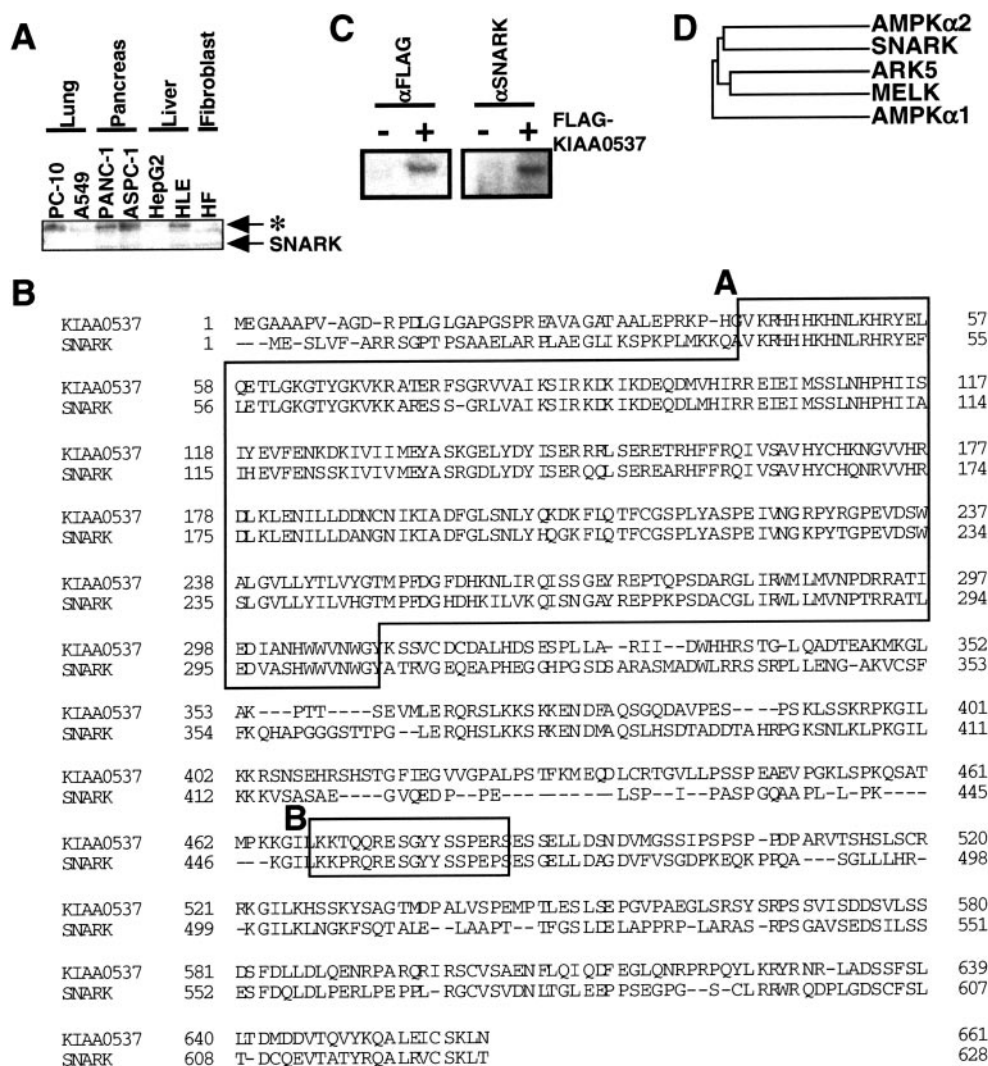 A
Lung
Pancreas
Liver
Fibroblast
PC-10
A549
PANC-1
ASPC-1
HepG2
HLE
HF
*
SNARK
C
αFLAG
αSNARK
- + - + FLAG-KIAA0537
D
AMPKα2
SNARK
ARK5
MELK
AMPKα1
B
A
KIAA0537 1 MEGAAAPV-AGD-RPDLGLGAPGSPREAVAGATAALEPRKP-HGVKRHHHKHNLKHRYEL 57
SNARK 1 ---ME-SLVF-ARRSGPTPSAAELARPLAEGLIKSPKPLMKKQAVKRHHHKHNLRHRYEF 55
KIAA0537 58 QETLGKGTYGKVKRATERFSGRVVAIKSIRKDKIKDEQDMVHIRREIEIMSSLNHPHIIS 117
SNARK 56 LETLGKGTYGKVKKARESS-GRLVAIKSIRKDKIKDEQDLMHIRREIEIMSSLNHPHIIA 114
KIAA0537 118 IYEVFENKDKIVIIMEYASKGELYDYISERRRLSERETRHFFRQIVSAVHYCHKNGVVHR 177
SNARK 115 IHEVFENSSKIVIVMEYASRGDLYDYISERQQLSEREARHFFRQIVSAVHYCHQNRVVHR 174
KIAA0537 178 DLKLENILLDDNCNIKIADFGLSNLYQKDKFLQTFCGSPLYASPEIVNGRPYRGPEVDSW 237
SNARK 175 DLKLENILLDANGNIKIADFGLSNLYHQGKFLQTFCGSPLYASPEIVNGKPYTGPEVDSW 234
KIAA0537 238 ALGVLLYTLVYGTMPFDGFDHKNLIRQISSGEYREPTQPSDARGLIRWMLMVNPDRRATI 297
SNARK 235 SLGVLLYILVHGTMPFDGHDHKILVKQISNGAYREPPKPSDACGLIRWLLMVNPTRRATL 294
KIAA0537 298 EDIANHWWVNWGYKSSVCDCDALHDSESPLLA--RII--DWHHRSTG-LQADTEAKMKGL 352
SNARK 295 EDVASHWWVNWGYATRVGEQEAPHEGGHPGSDSARASMADWLRRSSRPLLENG-AKVCSF 353
KIAA0537 353 AK---PTT---SEVMLERQRSLKKSKKENDFAQSGQDAVPES----PSKLSSKRPKGIL 401
SNARK 354 FKQHAPGGGSTTPG-LERQHSLKKSRKENDMAQSLHSDTADDTAHRPGKSNLKLPKGIL 411
KIAA0537 402 KKRSNSEHRSHSTGFIEGVVGPALPSTFKMEQDLCRTGVLLPSSPEAEVPGKLSPKQSAT 461
SNARK 412 KKKVSASAE----GVQEDP--PE-------LSP--I--PASPGQAAPL-L-PK---- 445
B
KIAA0537 462 MPKKGILKKTQQRESGYYSSPERSESSELLDSNDVMGSSIPSPSP-PDPARVTSHSLSCR 520
SNARK 446 --KKGILKKPRQRESGYYSSPEPSESGELLDAGDVFVSGDPKEQKPPQA---SGLLLHR- 498
KIAA0537 521 RKGILKHSSKYSAGTMDPALVSPEMPTLESLSEPGVPAEGLSRSYSRPSSVISDDSVLSS 580
SNARK 499 -KGILKLNGKFSQTALE--LAAPTT--TFGSLDELAPPRP-LARAS-RPSGAVSEDSILSS 551
KIAA0537 581 DSFDLLDLQENRPARQRIRSCVSAENFLQIQDFEGLQNRPRPQYLKRYRNR-LADSSFSL 639
SNARK 552 ESFDQLDLPERLPEPPL-RGCVSVDNLTGLEEPPSEGPG--S-CLRRWRQDPLGDSCFSL 607
KIAA0537 640 LTDMDDVTQVYKQALEICSKLN 661
SNARK 608 T-DCQEVTATYRQALRVCSKLT 628